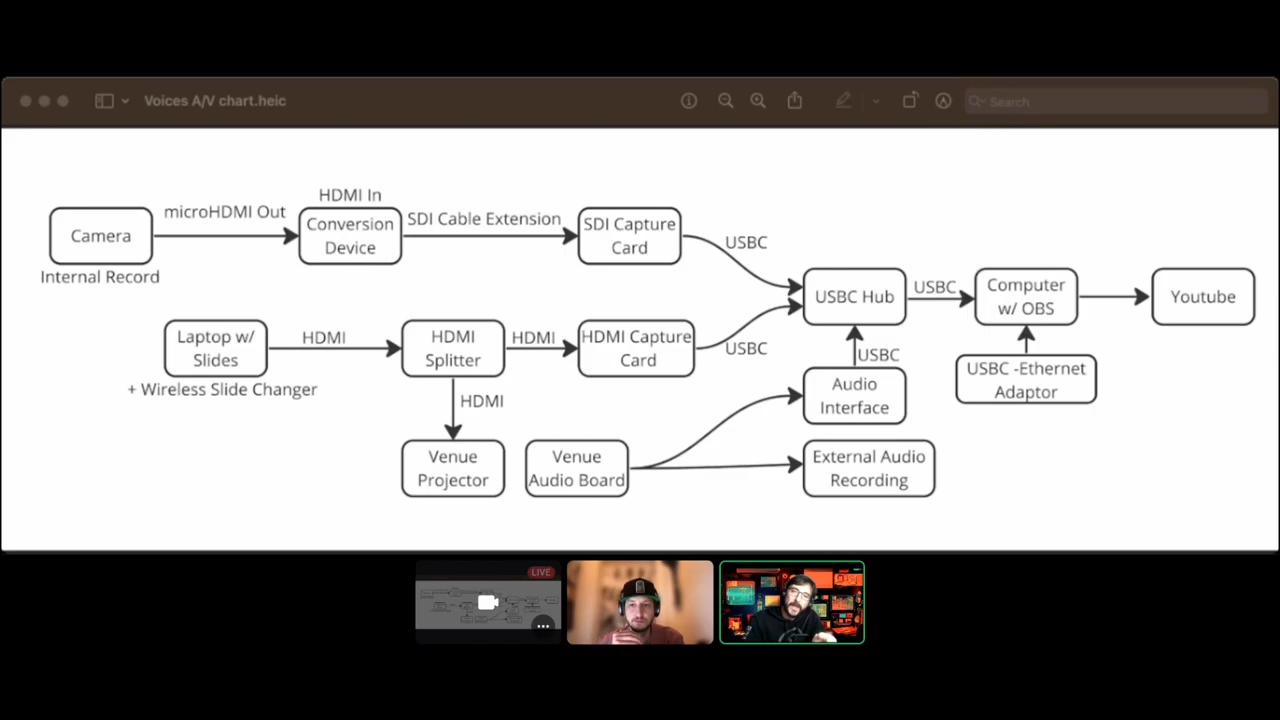 Voices A/V chart.heic
Search
HDMI In
microHDMI Out
Camera
Internal Record
Conversion
Device
SDI Cable Extension
SDI Capture
Card
USBC
USBC Hub
USBC
Computer
w/ OBS
Youtube
Laptop w/
Slides
+ Wireless Slide Changer
HDMI
HDMI
Splitter
HDMI
HDMI Capture
Card
USBC
HDMI
Venue
Projector
Venue
Audio Board
USBC
Audio
Interface
External Audio
Recording
USBC -Ethernet
Adaptor
LIVE